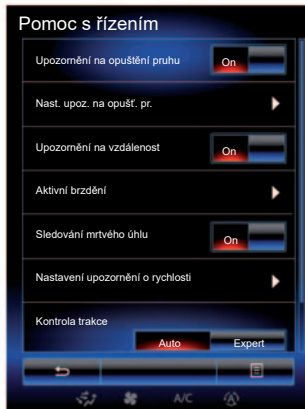 Pomoc s řízením
Upozornění na opuštění pruhu
On
Nast. upoz. na opušť. pr.
Upozornění na vzdálenost
On
Aktivní brzdění
Sledování mrtvého úhlu
On
Nastavení upozornění o rychlosti
Kontrola trakce
Auto
Expert
A/C
A